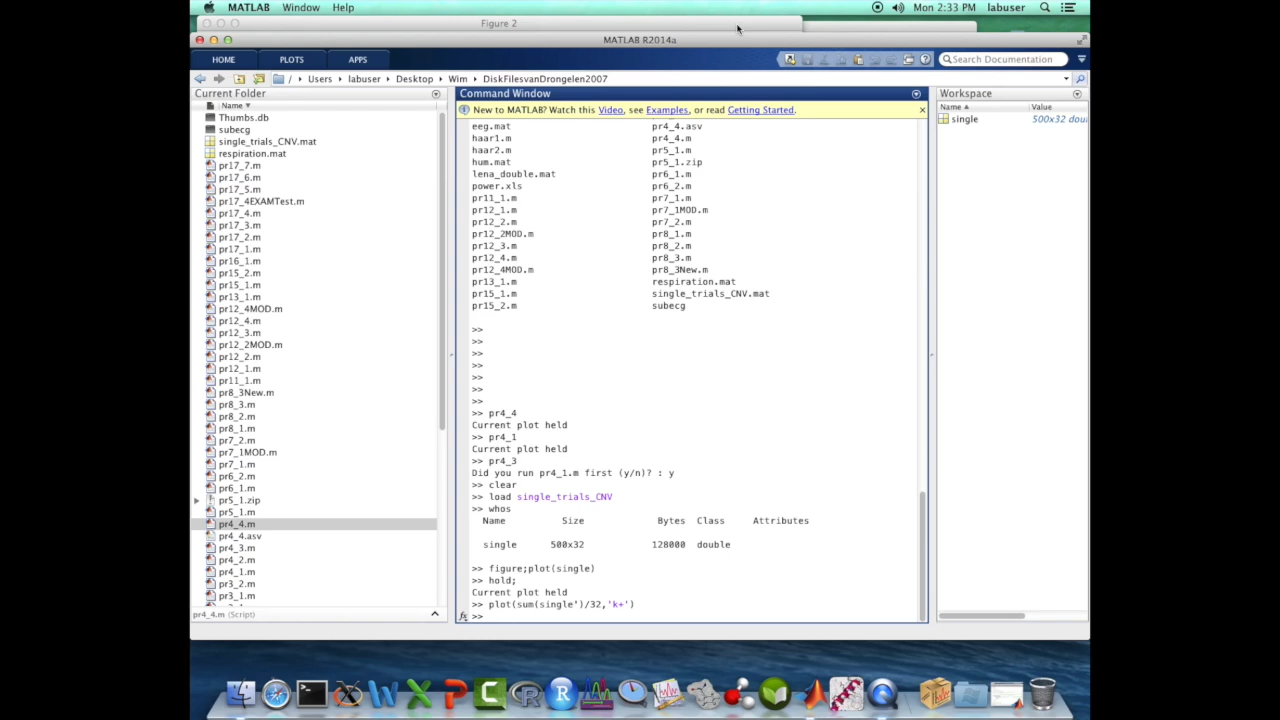 MATLAB Window Help Mon 2:33 PM labuser
Figure 2
MATLAB R2014a
HOME PLOTS APPS Search Documentation
/ Users labuser Desktop Wim DiskFilesvanDrongelen2007
Current Folder
Name
Thumbs.db
subecg
single_trials_CNV.mat
respiration.mat
pr17_7.m
pr17_6.m
pr17_5.m
pr17_4EXAMTest.m
pr17_4.m
pr17_3.m
pr17_2.m
pr17_1.m
pr16_1.m
pr15_2.m
pr15_1.m
pr13_1.m
pr12_4MOD.m
pr12_4.m
pr12_3.m
pr12_2MOD.m
pr12_2.m
pr12_1.m
pr11_1.m
pr8_3New.m
pr8_3.m
pr8_2.m
pr8_1.m
pr7_2.m
pr7_1MOD.m
pr7_1.m
pr6_2.m
pr6_1.m
pr5_1.zip
pr5_1.m
pr4_4.m
pr4_4.asv
pr4_3.m
pr4_2.m
pr4_1.m
pr3_2.m
pr3_1.m
pr4_4.m (Script)
Command Window
New to MATLAB? Watch this Video, see Examples, or read Getting Started.
eeg.mat pr4_4.asv
haar1.m pr4_4.m
haar2.m pr5_1.m
hum.mat pr5_1.zip
lena_double.mat pr6_1.m
power.xls pr6_2.m
pr11_1.m pr7_1.m
pr12_1.m pr7_1MOD.m
pr12_2.m pr7_2.m
pr12_2MOD.m pr8_1.m
pr12_3.m pr8_2.m
pr12_4.m pr8_3.m
pr12_4MOD.m pr8_3New.m
pr13_1.m respiration.mat
pr15_1.m single_trials_CNV.mat
pr15_2.m subecg
>>
>>
>>
>>
>>
>>
>>
>> pr4_4
Current plot held
>> pr4_1
Current plot held
>> pr4_3
Did you run pr4_1.m first (y/n)? : y
>> clear
>> load single_trials_CNV
>> whos
Name Size Bytes Class Attributes
single 500x32 128000 double
>> figure;plot(single)
>> hold;
Current plot held
>> plot(sum(single')/32,'k+')
fx >>
Workspace
Name Value
single 500x32 dou